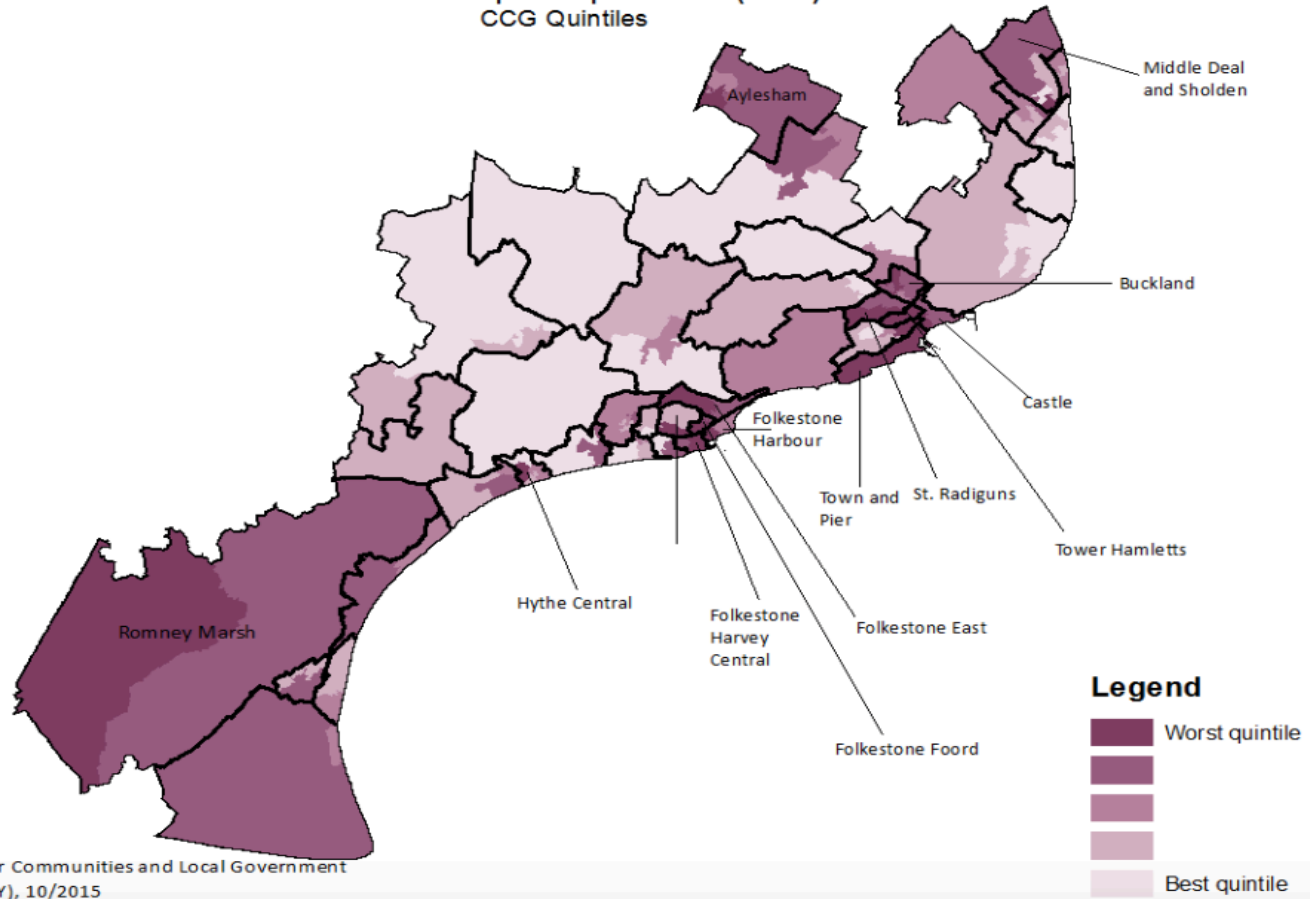 CCG Quintiles
Middle Deal
and Sholden
Aylesham
Buckland
Castle
Folkestone
Harbour
Town and
Pier
St. Radiguns
Tower Hamletts
Hythe Central
Folkestone
Harvey
Central
Folkestone East
Romney Marsh
Folkestone Foord
Legend
Worst quintile
Best quintile
Communities and Local Government
10/2015